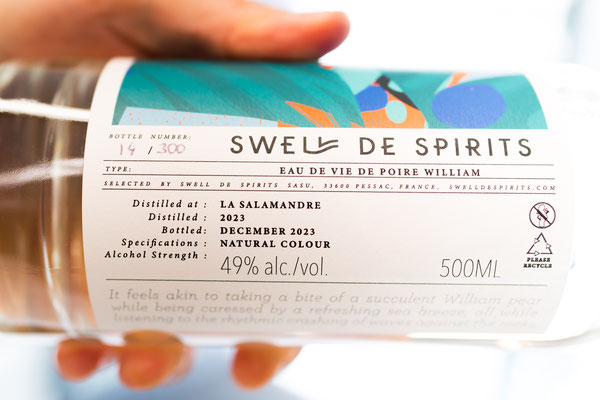 BOTTLE NUMBER:
14 / 300
SWELL DE SPIRITS
TYPE: EAU DE VIE DE POIRE WILLIAM
SELECTED BY SWELL DE SPIRITS SASU, 33600 PESSAC, FRANCE, SWELLDESPIRITS.COM
Distilled at : LA SALAMANDRE
Distilled : 2023
Bottled: DECEMBER 2023
Specifications : NATURAL COLOUR
Alcohol Strength : 49% alc./vol. 500ML
PLEASE
RECYCLE
It feels akin to taking a bite of a succulent William pear
while being caressed by a refreshing sea breeze, all while
listening to the rhythmic crashing of waves against the rocks.